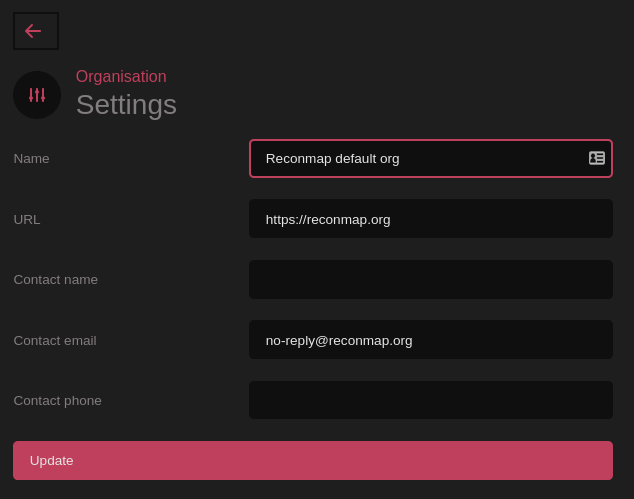 Organisation
Settings
Name
Reconmap default org
URL
https://reconmap.org
Contact name
Contact email
no-reply@reconmap.org
Contact phone
Update